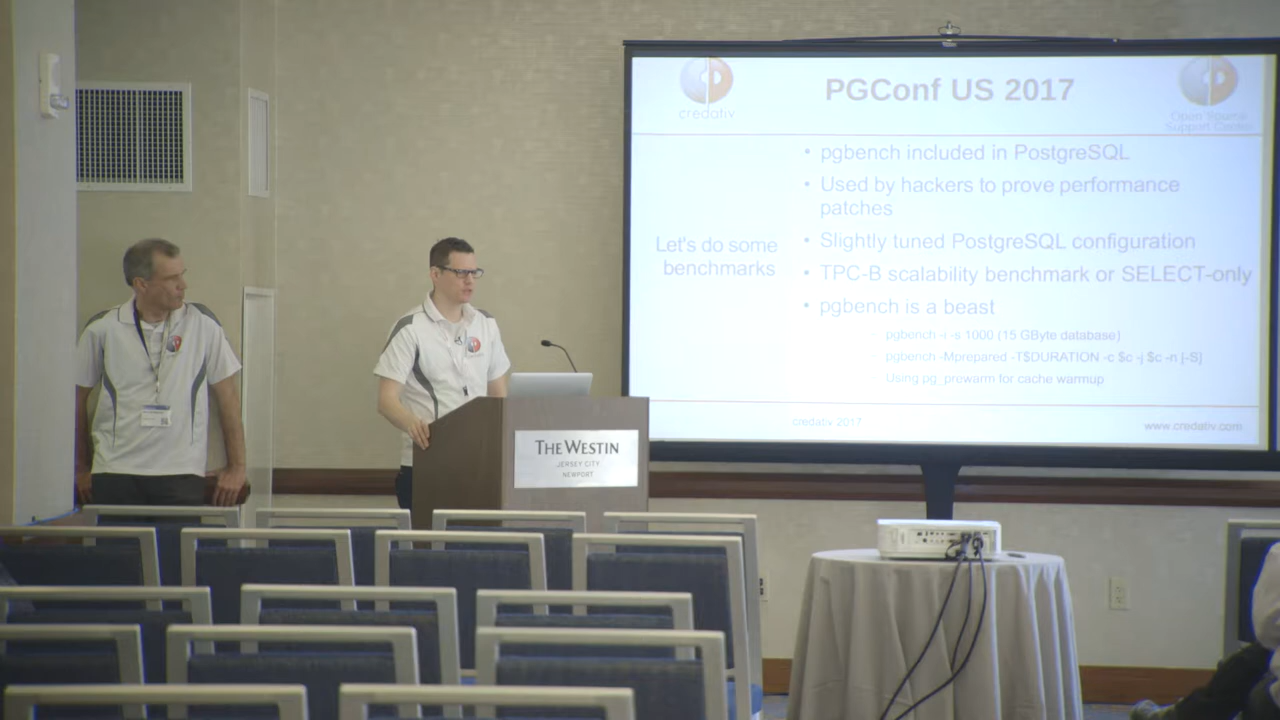 credativ
PGConf US 2017
Open Source
Support Center
Let's do some
benchmarks
• pgbench included in PostgreSQL
• Used by hackers to prove performance
patches
• Slightly tuned PostgreSQL configuration
• TPC-B scalability benchmark or SELECT-only
• pgbench is a beast
pgbench -i -s 1000 (15 GByte database)
pgbench -Mprepared -T$DURATION -c $c -j $c -n [-S]
Using pg_prewarm for cache warmup
credativ 2017
www.credativ.com
THE WESTIN
JERSEY CITY
NEWPORT